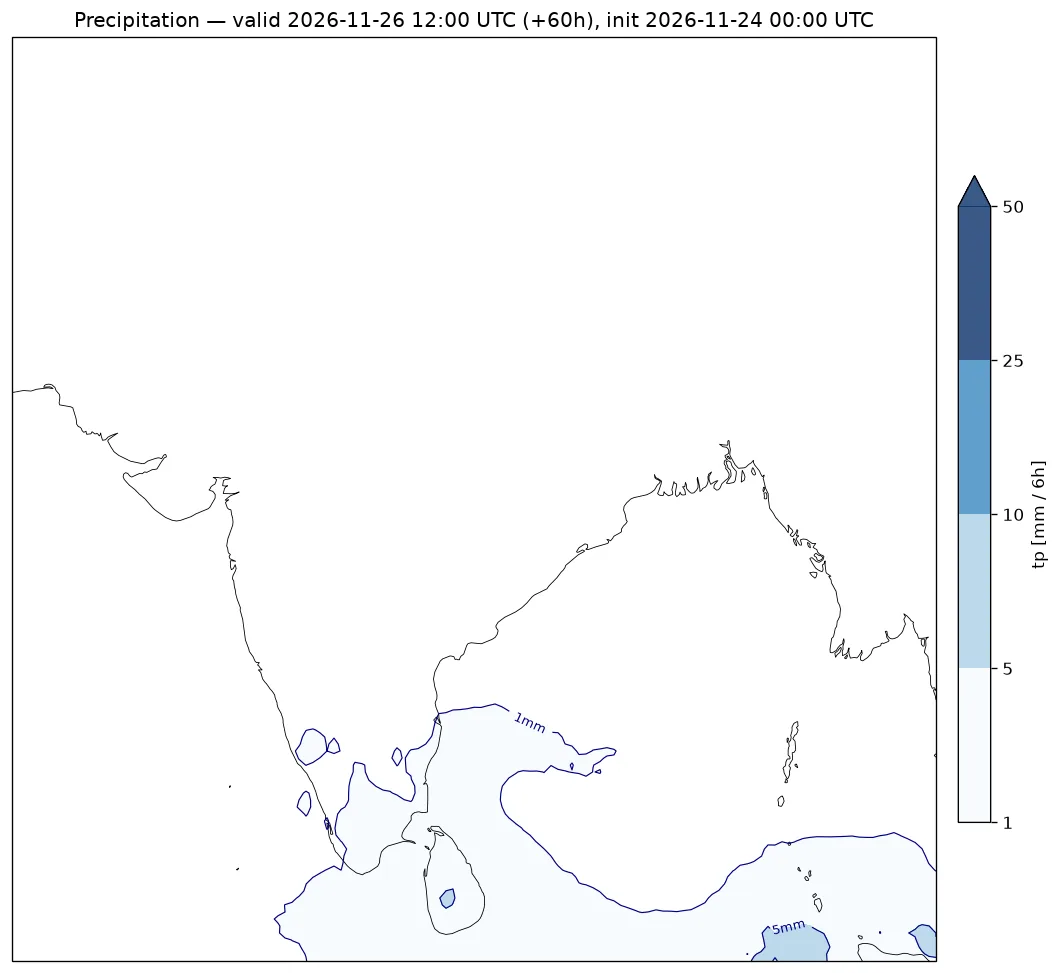 Precipitation — valid 2026-11-26 12:00 UTC (+60h), init 2026-11-24 00:00 UTC
50
25
10
5
1
tp [mm / 6h]
1mm
5mm